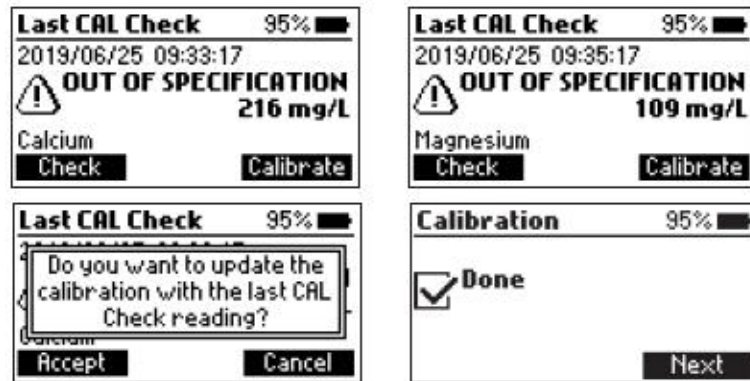 Last CAL Check 95%
2019/06/25 09:33:17
OUT OF SPECIFICATION
216 mg/L
Calcium
Check Calibrate
Last CAL Check 95%
2019/06/25 09:35:17
OUT OF SPECIFICATION
109 mg/L
Magnesium
Check Calibrate
Last CAL Check 95%
Do you want to update the
calibration with the last CAL
Check reading?
Accept Cancel
Calibration 95%
Done
Next